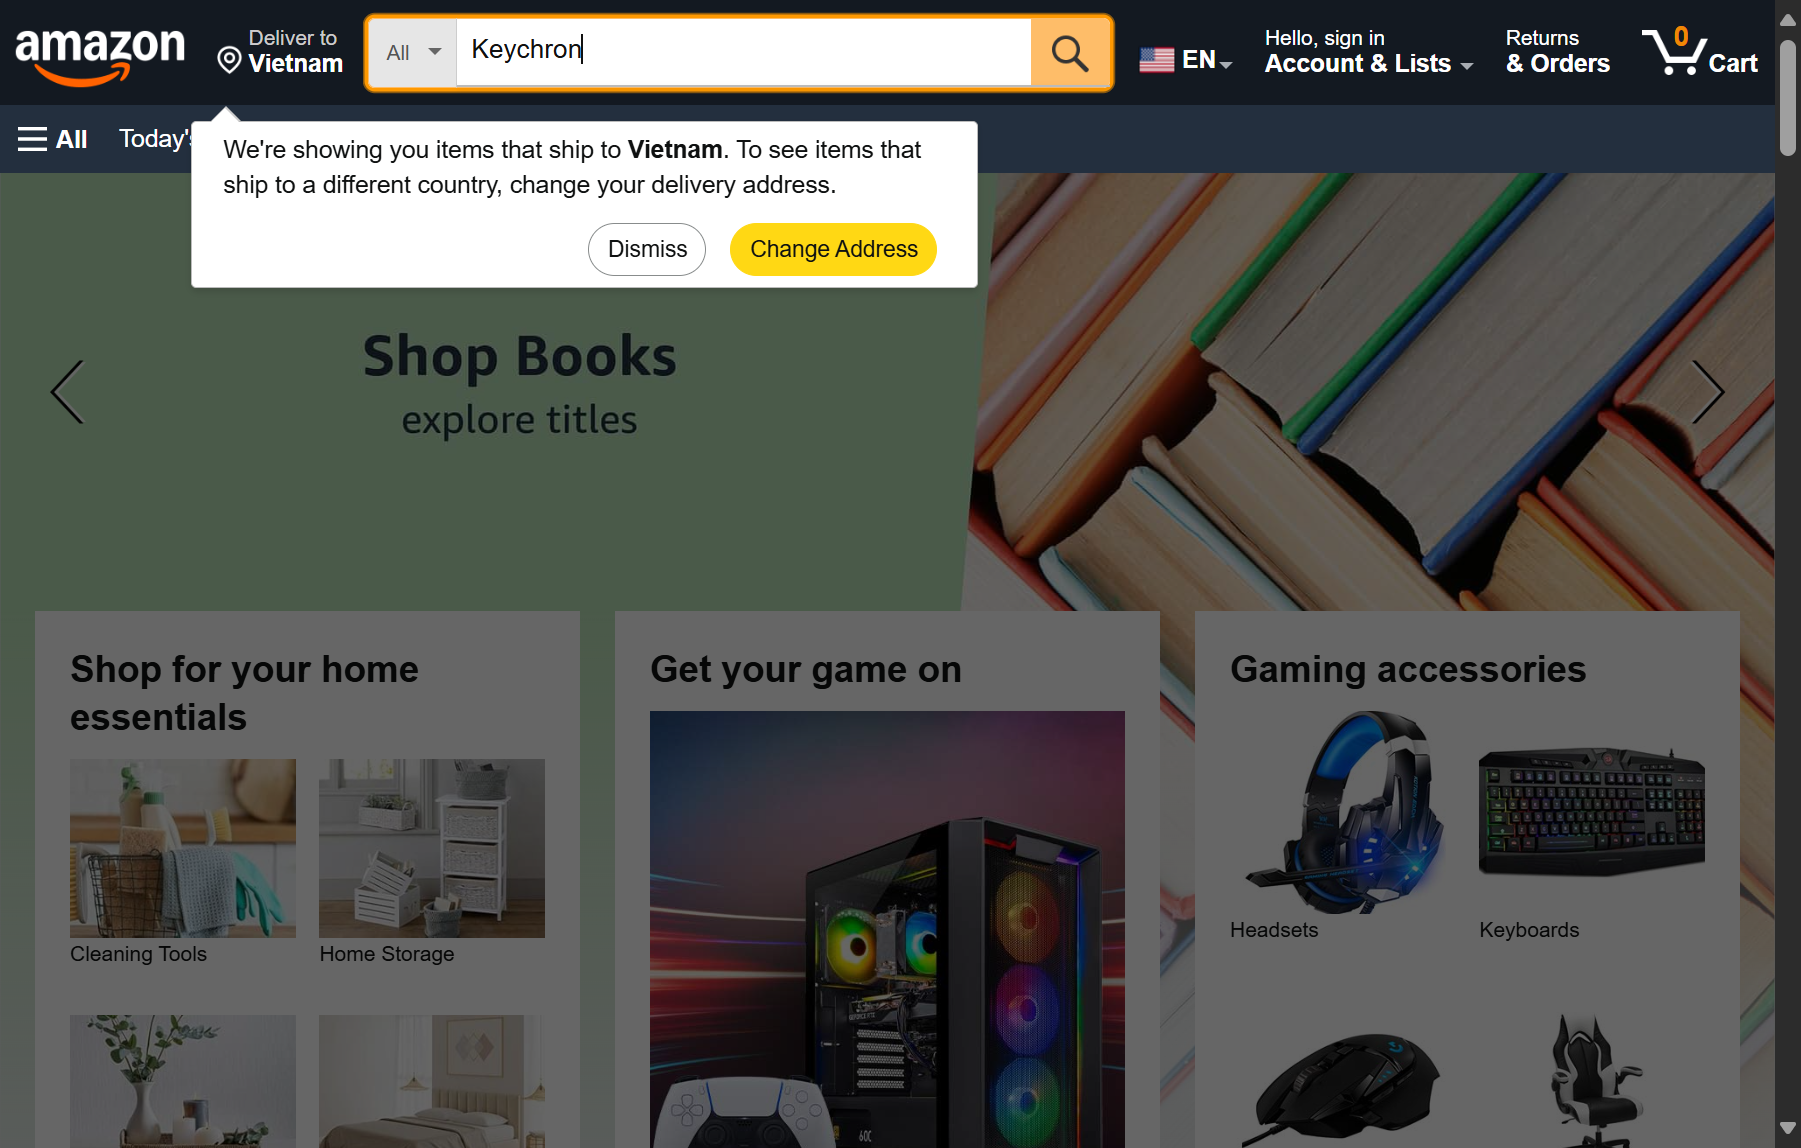 amazon
Deliver to
Vietnam
All
Keychron
EN
Hello, sign in
Account & Lists
Returns
& Orders
0
Cart
All
Today's
We're showing you items that ship to Vietnam. To see items that
ship to a different country, change your delivery address.
Dismiss
Change Address
Shop Books
explore titles
Shop for your home
essentials
Cleaning Tools
Home Storage
Get your game on
Gaming accessories
Headsets
Keyboards